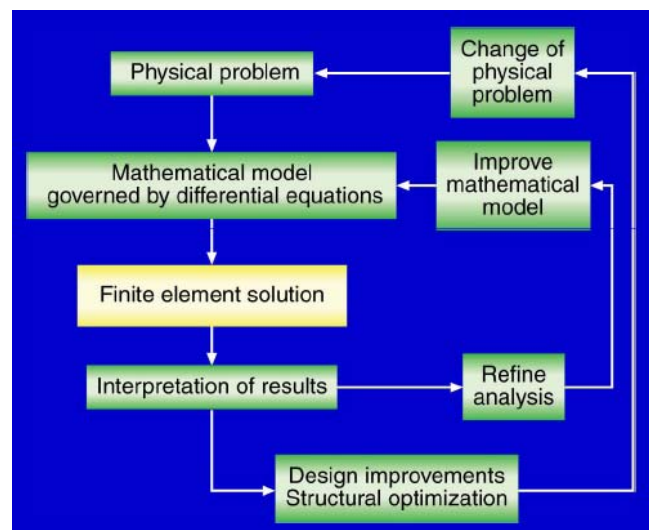 Physical problem
Change of
physical
problem
Mathematical model
governed by differential equations
Improve
mathematical
model
Finite element solution
Interpretation of results
Refine
analysis
Design improvements
Structural optimization